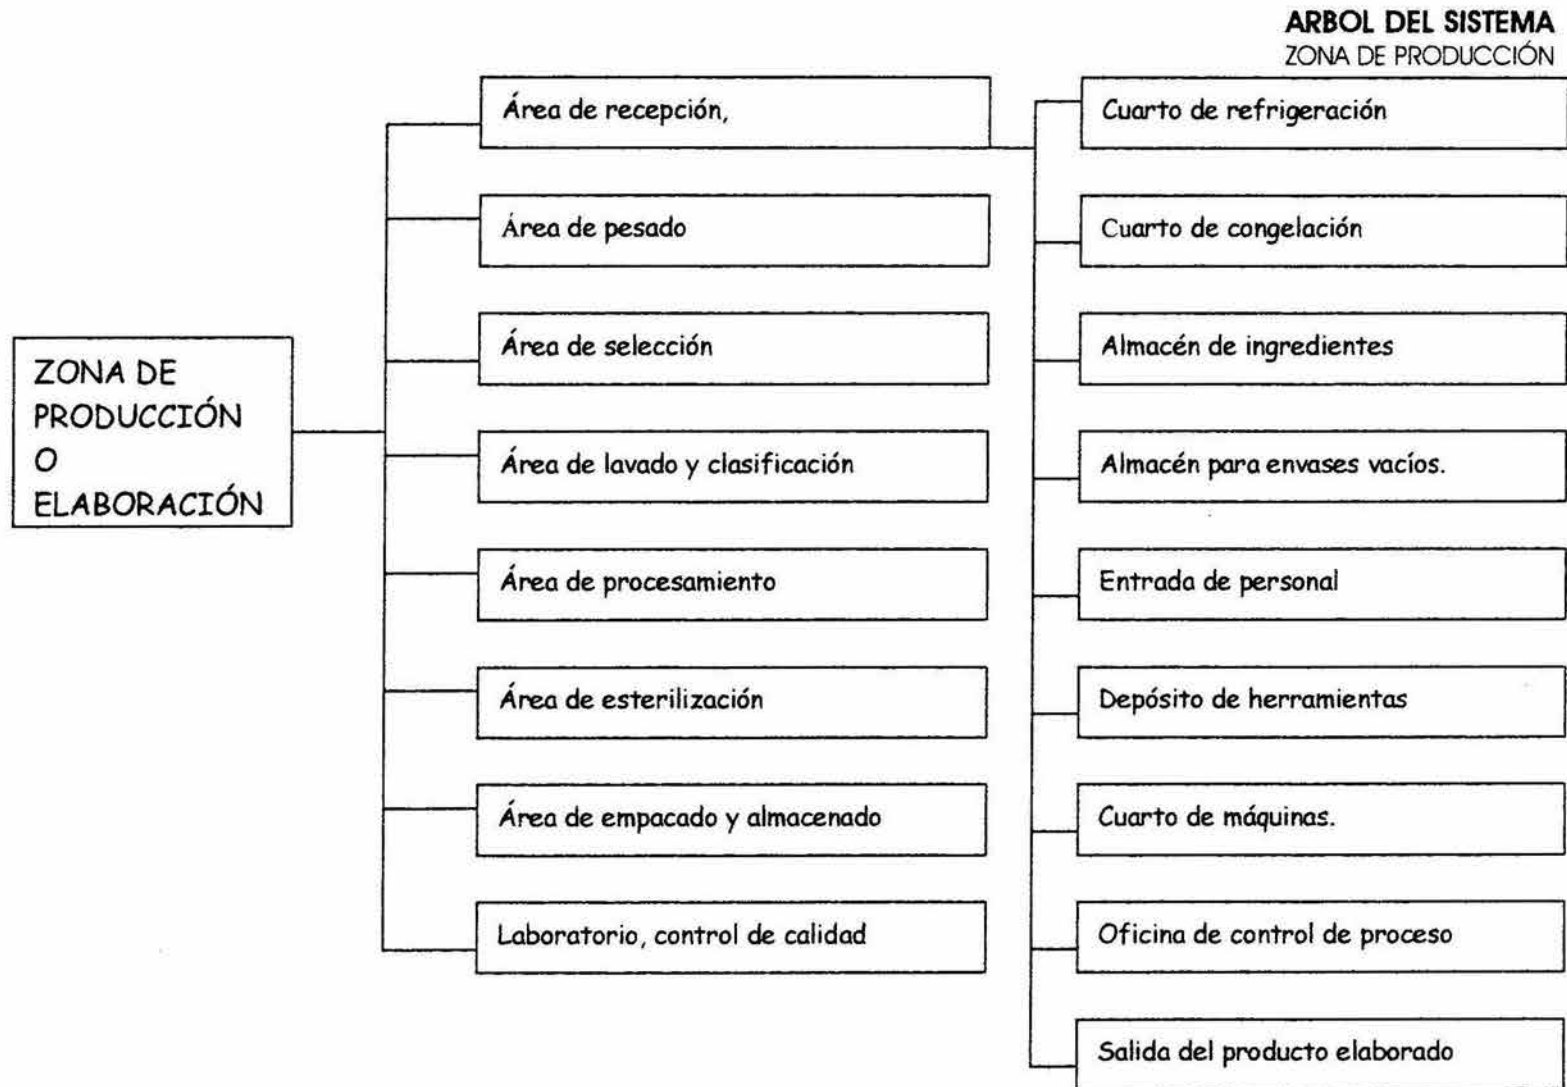 ARBOL DEL SISTEMA
ZONA DE PRODUCCIÓN
ZONA DE
PRODUCCIÓN
O
ELABORACIÓN
Área de recepción,
Área de pesado
Área de selección
Área de lavado y clasificación
Área de procesamiento
Área de esterilización
Área de empacado y almacenado
Laboratorio, control de calidad
Cuarto de refrigeración
Cuarto de congelación
Almacén de ingredientes
Almacén para envases vacíos.
Entrada de personal
Depósito de herramientas
Cuarto de máquinas.
Oficina de control de proceso
Salida del producto elaborado